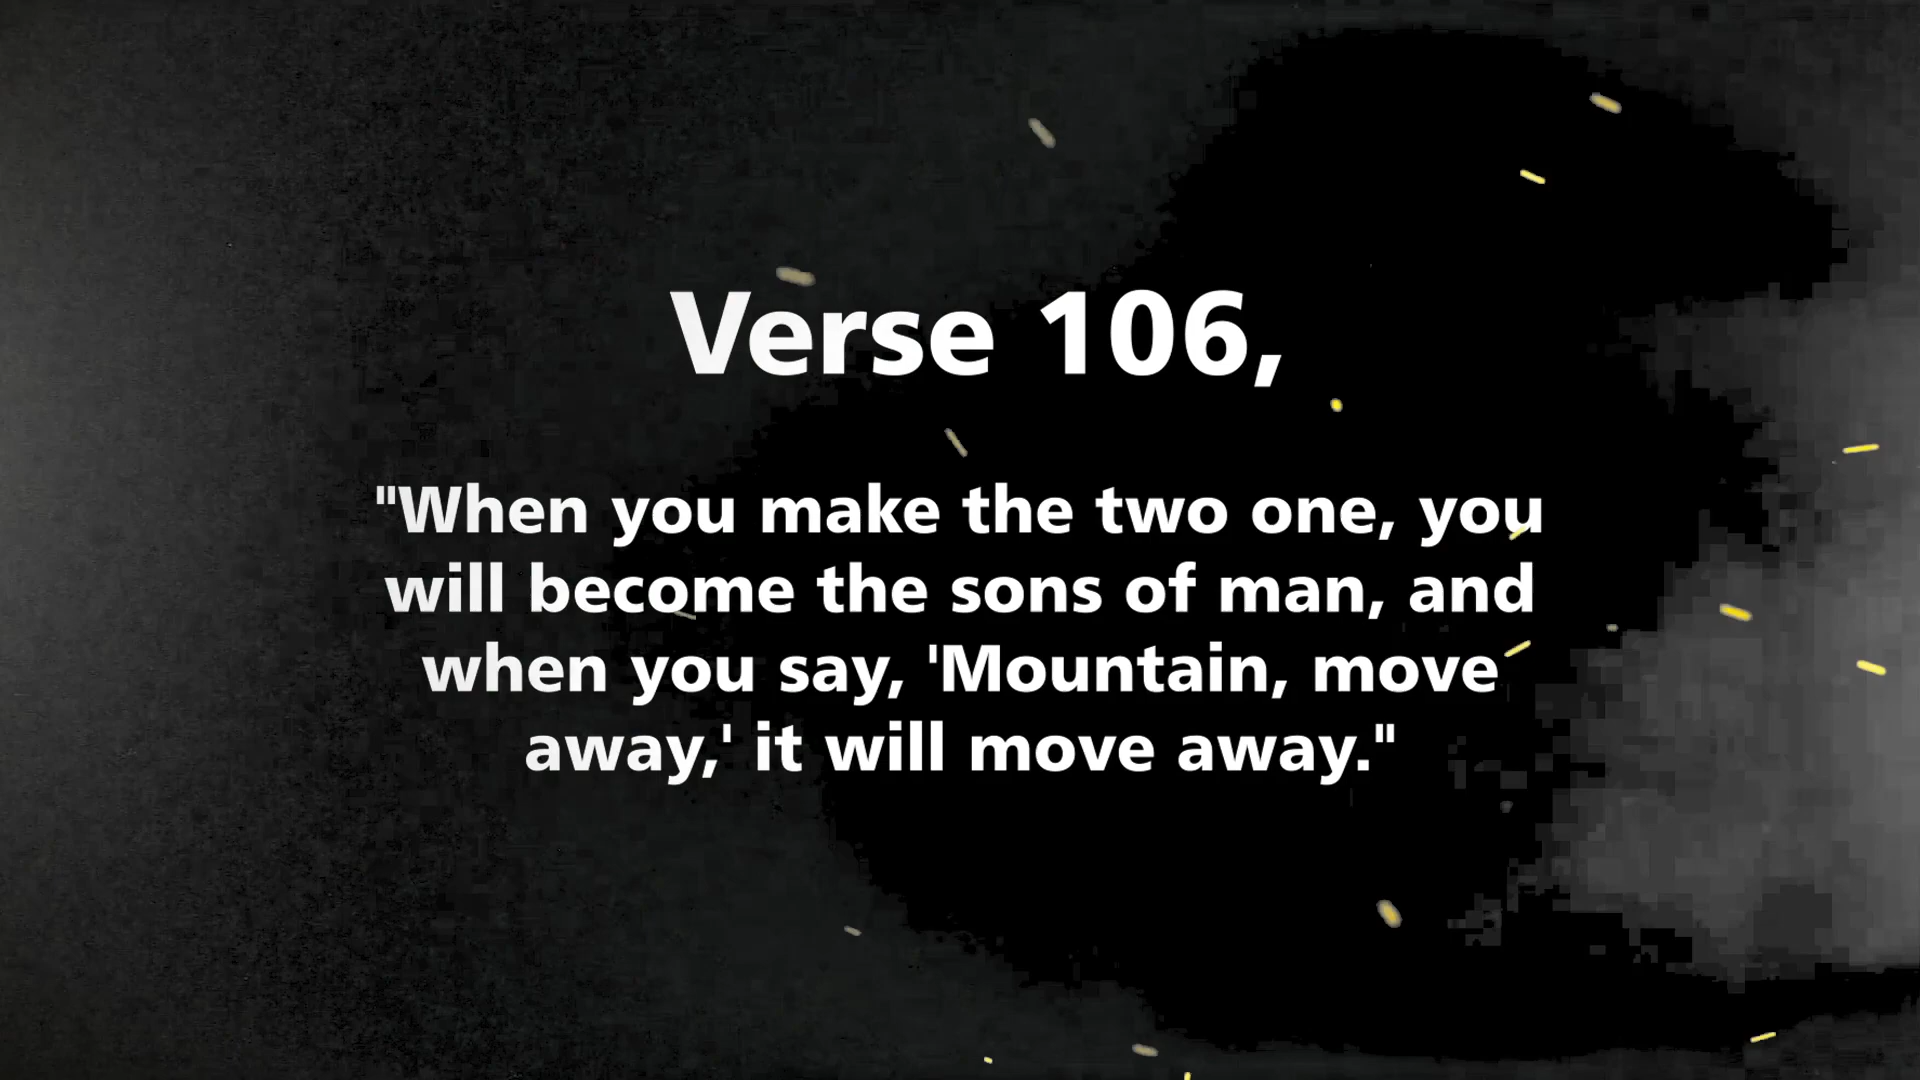 Verse 106,
"When you make the two one, you
will become the sons of man, and
when you say, 'Mountain, move
away,' it will move away."